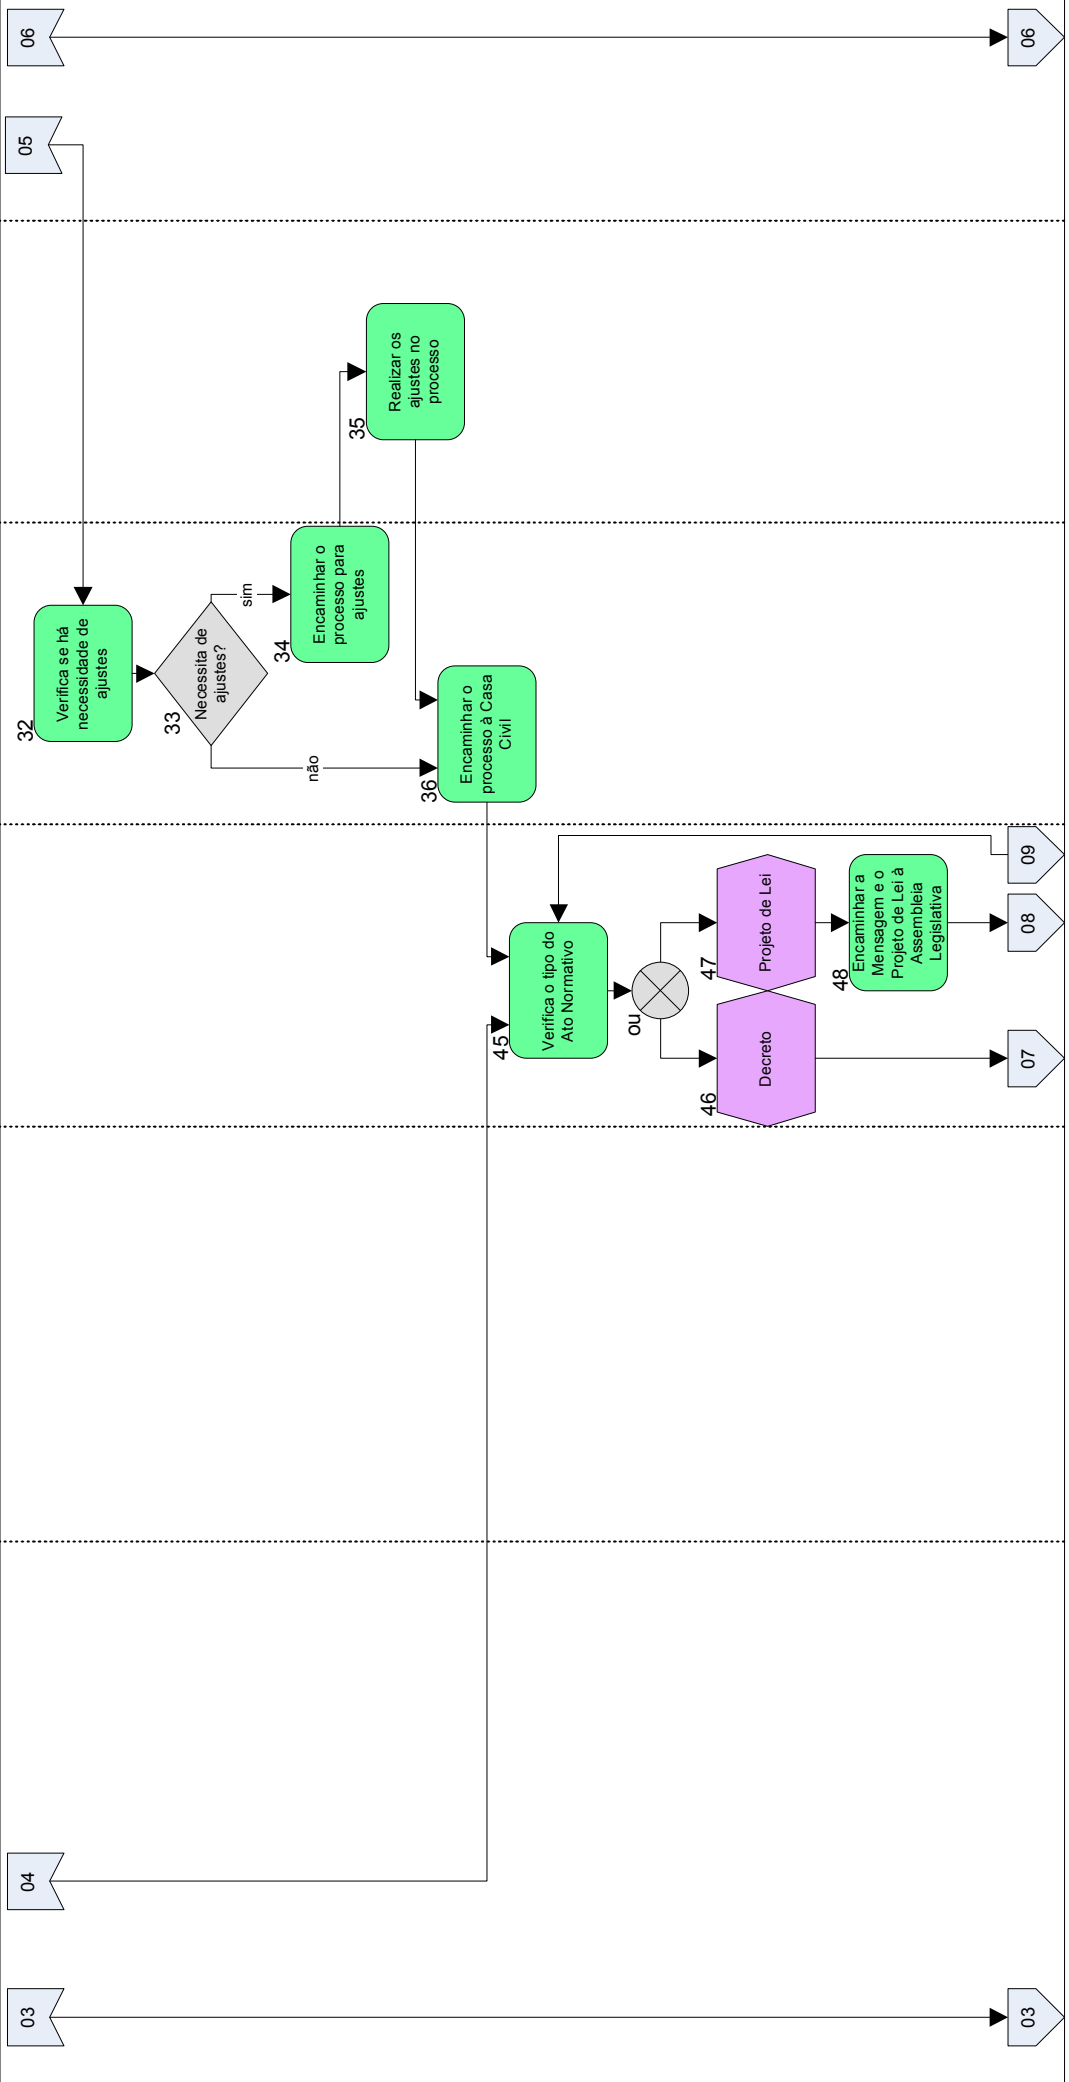 03
04
05
06
32
Verifica se há
necessidade de
ajustes
33
Necessita de
ajustes?
sim
não
34
Encaminhar o
processo para
ajustes
35
Realizar os
ajustes no
processo
36
Encaminhar o
processo à Casa
Civil
45
Verifica o tipo do
Ato Normativo
ou
46
Decreto
47
Projeto de Lei
48
Encaminhar a
Mensagem e o
Projeto de Lei à
Assembleia
Legislativa
03
07
08
09
06